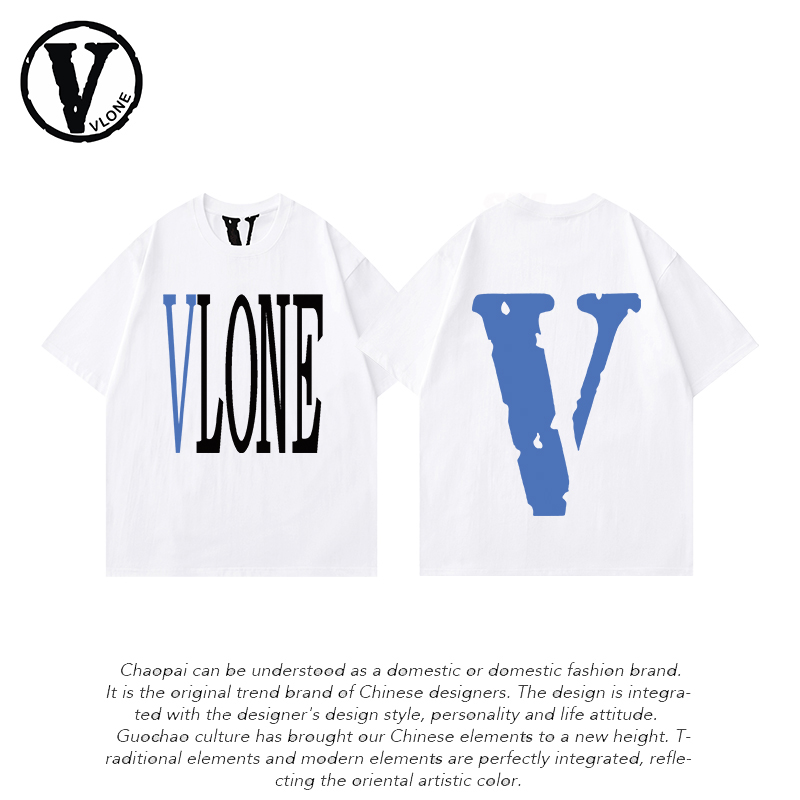 V
VLONE
V
VLONE
V
Chaopai can be understood as a domestic or domestic fashion brand.
It is the original trend brand of Chinese designers. The design is integra-
ted with the designer's design style, personality and life attitude.
Guochao culture has brought our Chinese elements to a new height. T-
raditional elements and modern elements are perfectly integrated, refle-
cting the oriental artistic color.